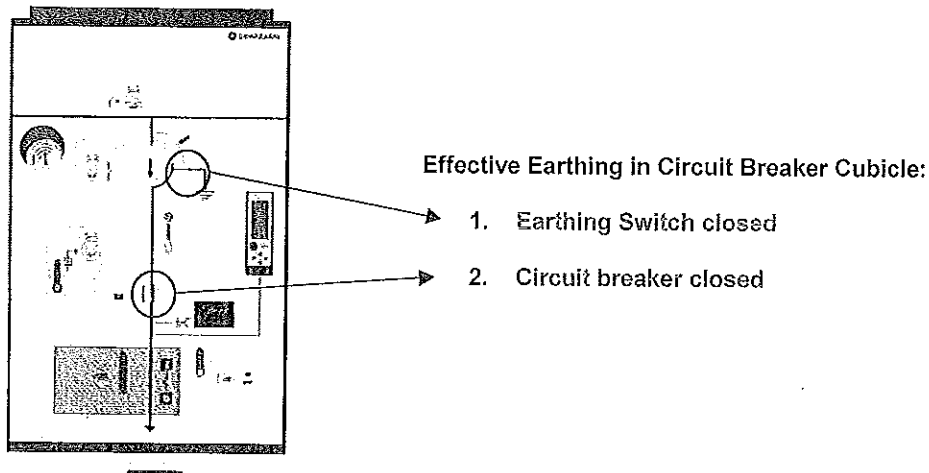 Effective Earthing in Circuit Breaker Cubicle:
1. Earthing Switch closed
2. Circuit breaker closed